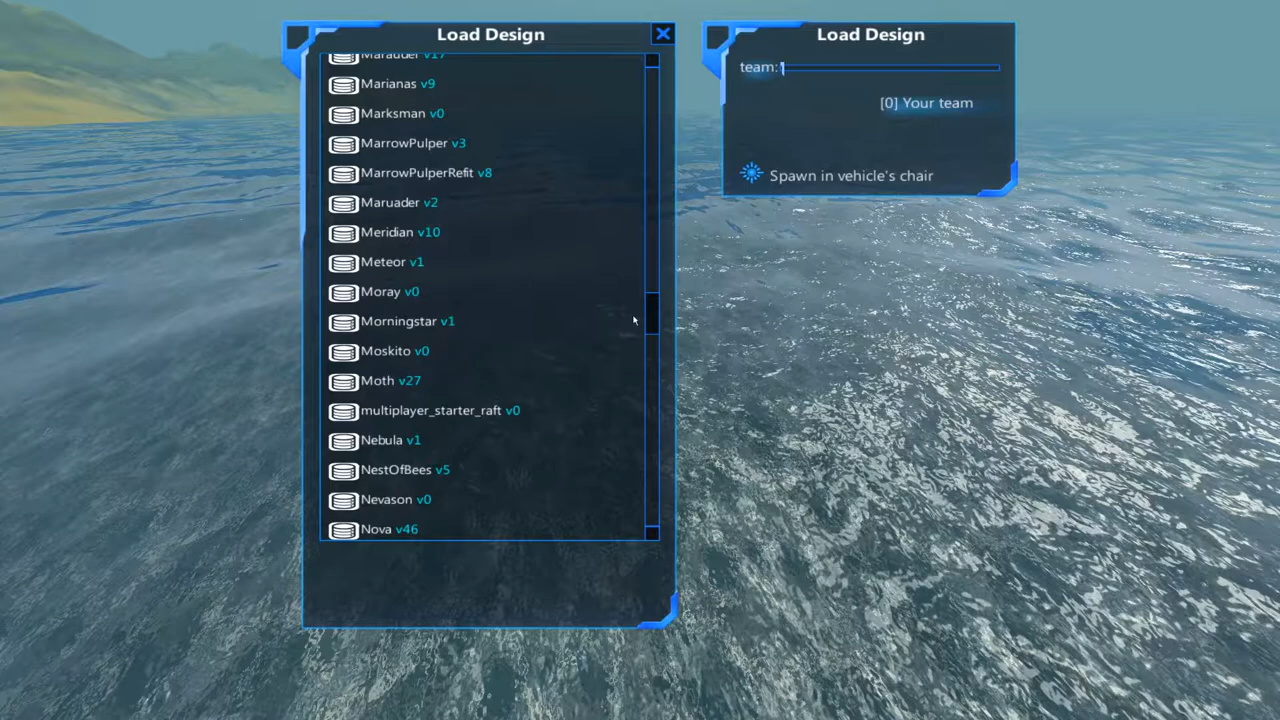 Load Design
Marauder v17
Marianas v9
Marksman v0
MarrowPulper v3
MarrowPulperRefit v8
Maruader v2
Meridian v10
Meteor v1
Moray v0
Morningstar v1
Moskito v0
Moth v27
multiplayer_starter_raft v0
Nebula v1
NestOfBees v5
Nevason v0
Nova v46
Load Design
team:
[0] Your team
Spawn in vehicle's chair